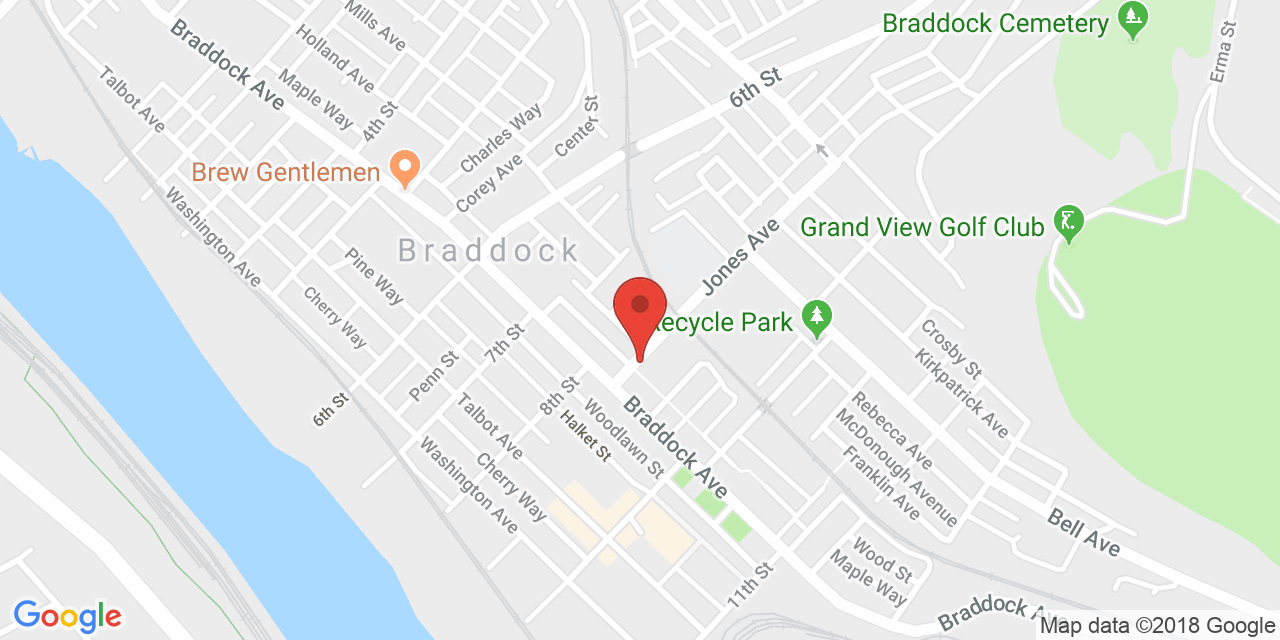 Braddock Cemetery
Mills Ave
Braddock Ave
Holland Ave
Erma St
Maple Way
Talbot Ave
6th St
4th St
Charles Way
Center St
Brew Gentlemen
Corey Ave
Washington Ave
Grand View Golf Club
Braddock
Jones Ave
Pine Way
Cherry Way
Recycle Park
7th St
Crosby St
Kirkpatrick Ave
Penn St
8th St
6th St
Talbot Ave
Woodlawn St
Halket St
Braddock Ave
Rebecca Ave
McDonough Avenue
Franklin Ave
Washington Ave
Cherry Way
Bell Ave
Wood St
Maple Way
11th St
Braddock Av
Google
Map data ©2018 Google